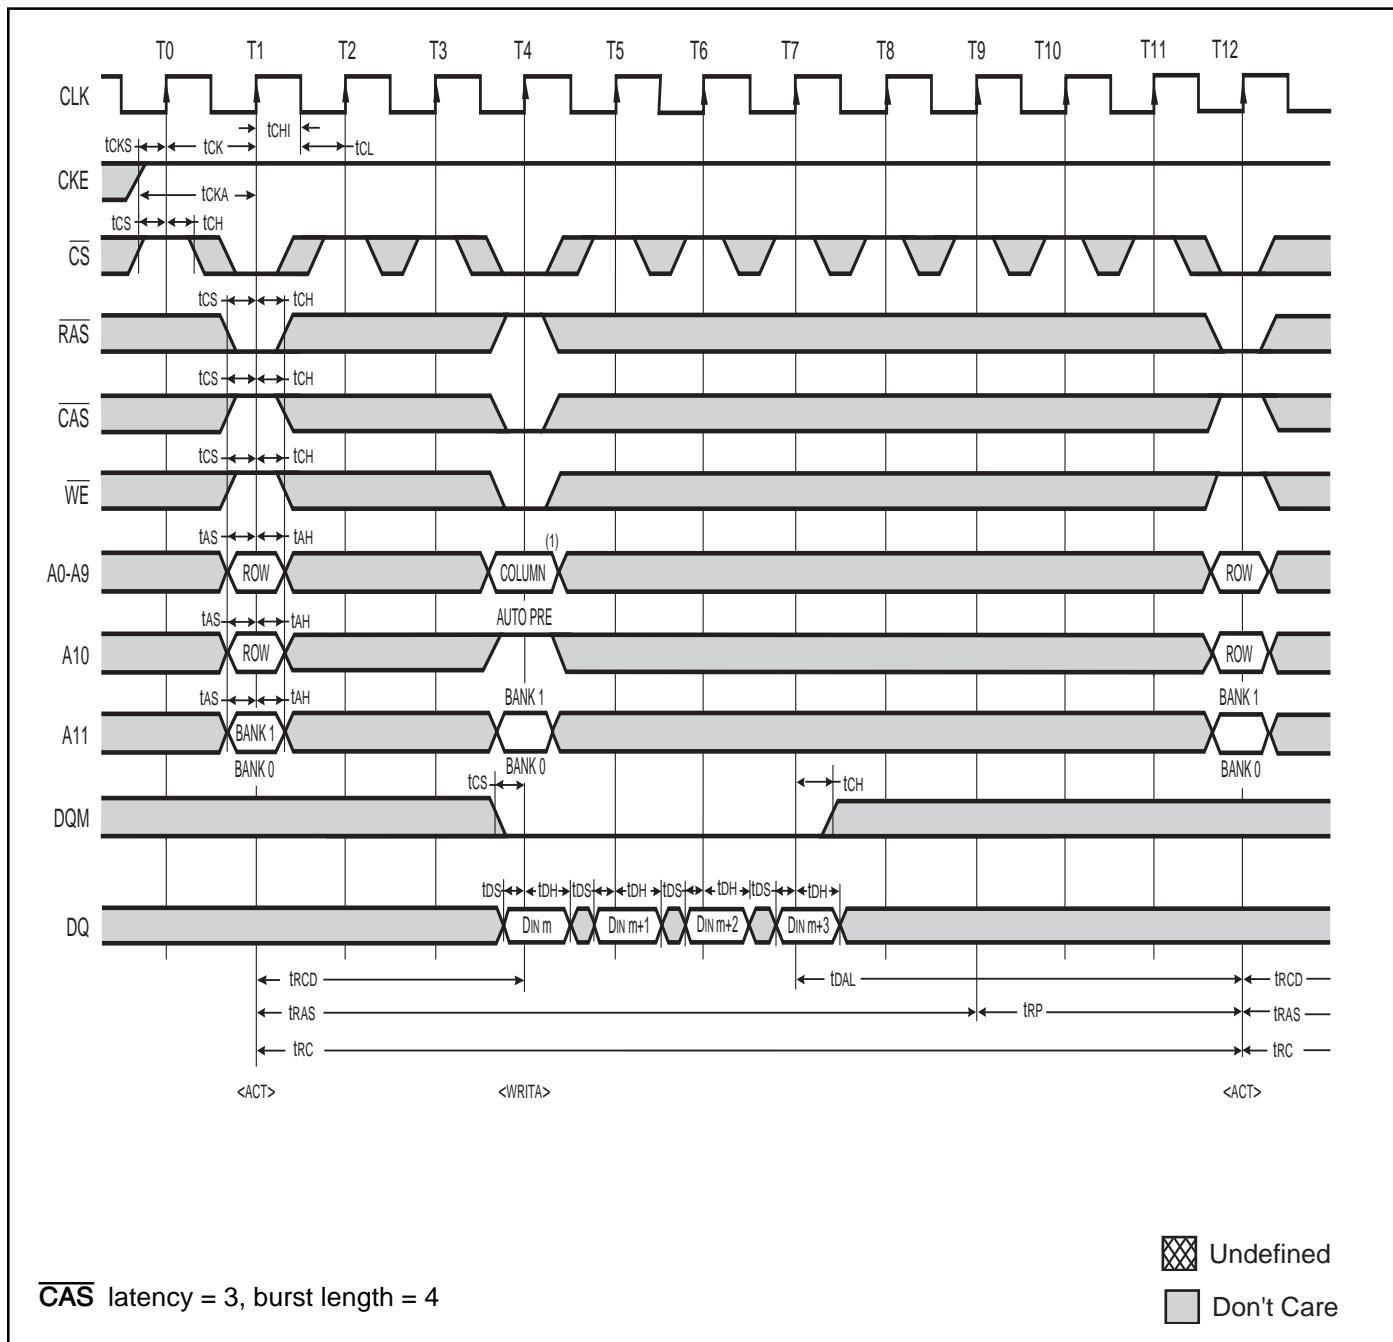 T0 T1 T2 T3 T4 T5 T6 T7 T8 T9 T10 T11 T12
CLK
tCHI
tCKS tCK tCL
CKE
tCKA
tCS tCH
CS
tCS tCH
RAS
tCS tCH
CAS
tCS tCH
WE
tAS tAH (1)
A0-A9 ROW COLUMN ROW
tAS tAH AUTO PRE
A10 ROW ROW
tAS tAH BANK 1 BANK 1
A11 BANK 1
BANK 0 BANK 0 BANK 0
tCS tCH
DQM
tDS tDH tDS tDH tDS tDH tDS tDH
DQ DIN m DIN m+1 DIN m+2 DIN m+3
tRCD tDAL tRCD
tRAS tRP tRAS
tRC tRC
<ACT> <WRITA> <ACT>
Undefined
CAS latency = 3, burst length = 4
Don't Care